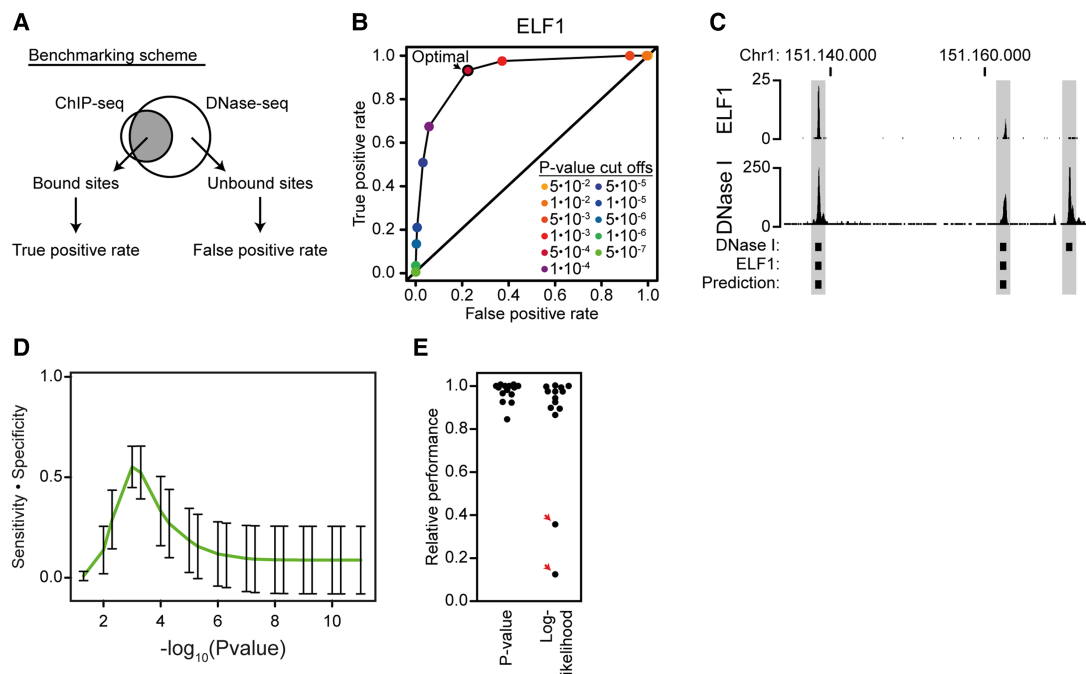 A
Benchmarking scheme
ChIP-seq
DNase-seq
Bound sites
Unbound sites
True positive rate
False positive rate
B
ELF1
Optimal
True positive rate
1.0
0.8
0.6
0.4
0.2
0.0
0.0 0.2 0.4 0.6 0.8 1.0
False positive rate
P-value cut offs
5•10-2 5•10-5
1•10-2 1•10-5
5•10-3 5•10-6
1•10-3 1•10-6
5•10-4 5•10-7
1•10-4
C
Chr1: 151.140.000 151.160.000
ELF1
25
0
DNase I
250
0
DNase I:
ELF1:
Prediction:
D
Sensitivity • Specificity
1.0
0.5
0.0
2 4 6 8 10
-log10(Pvalue)
E
Relative performance
1.0
0.8
0.6
0.4
0.2
0.0
P-value
Log-
ikelihood